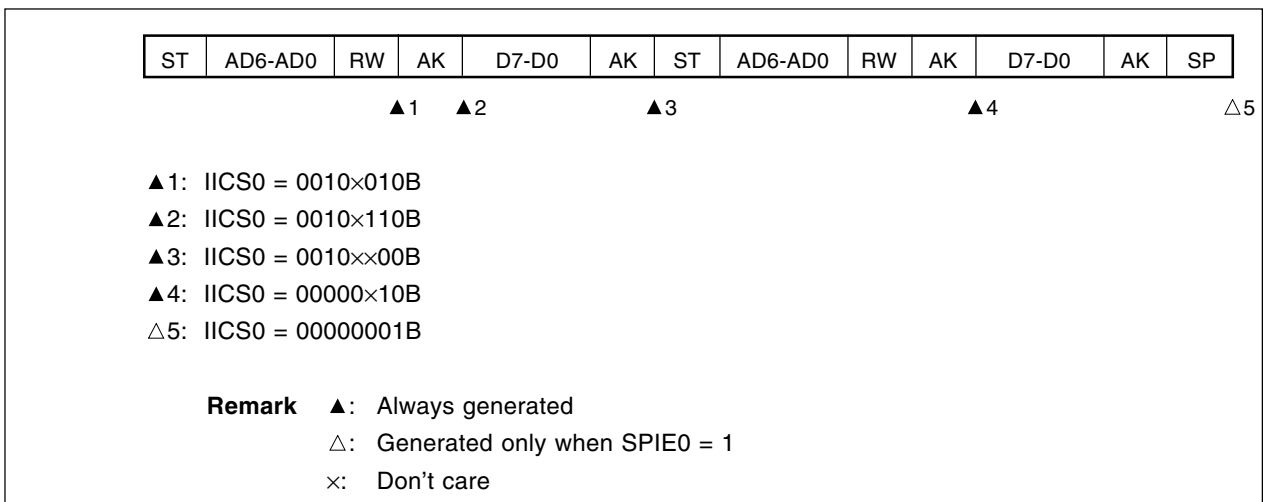 ST AD6-AD0 RW AK D7-D0 AK ST AD6-AD0 RW AK D7-D0 AK SP
▲1 ▲2 ▲3 ▲4 △5
▲1: IICS0 = 0010×010B
▲2: IICS0 = 0010×110B
▲3: IICS0 = 0010××00B
▲4: IICS0 = 00000×10B
△5: IICS0 = 00000001B
Remark ▲: Always generated
△: Generated only when SPIE0 = 1
×: Don't care